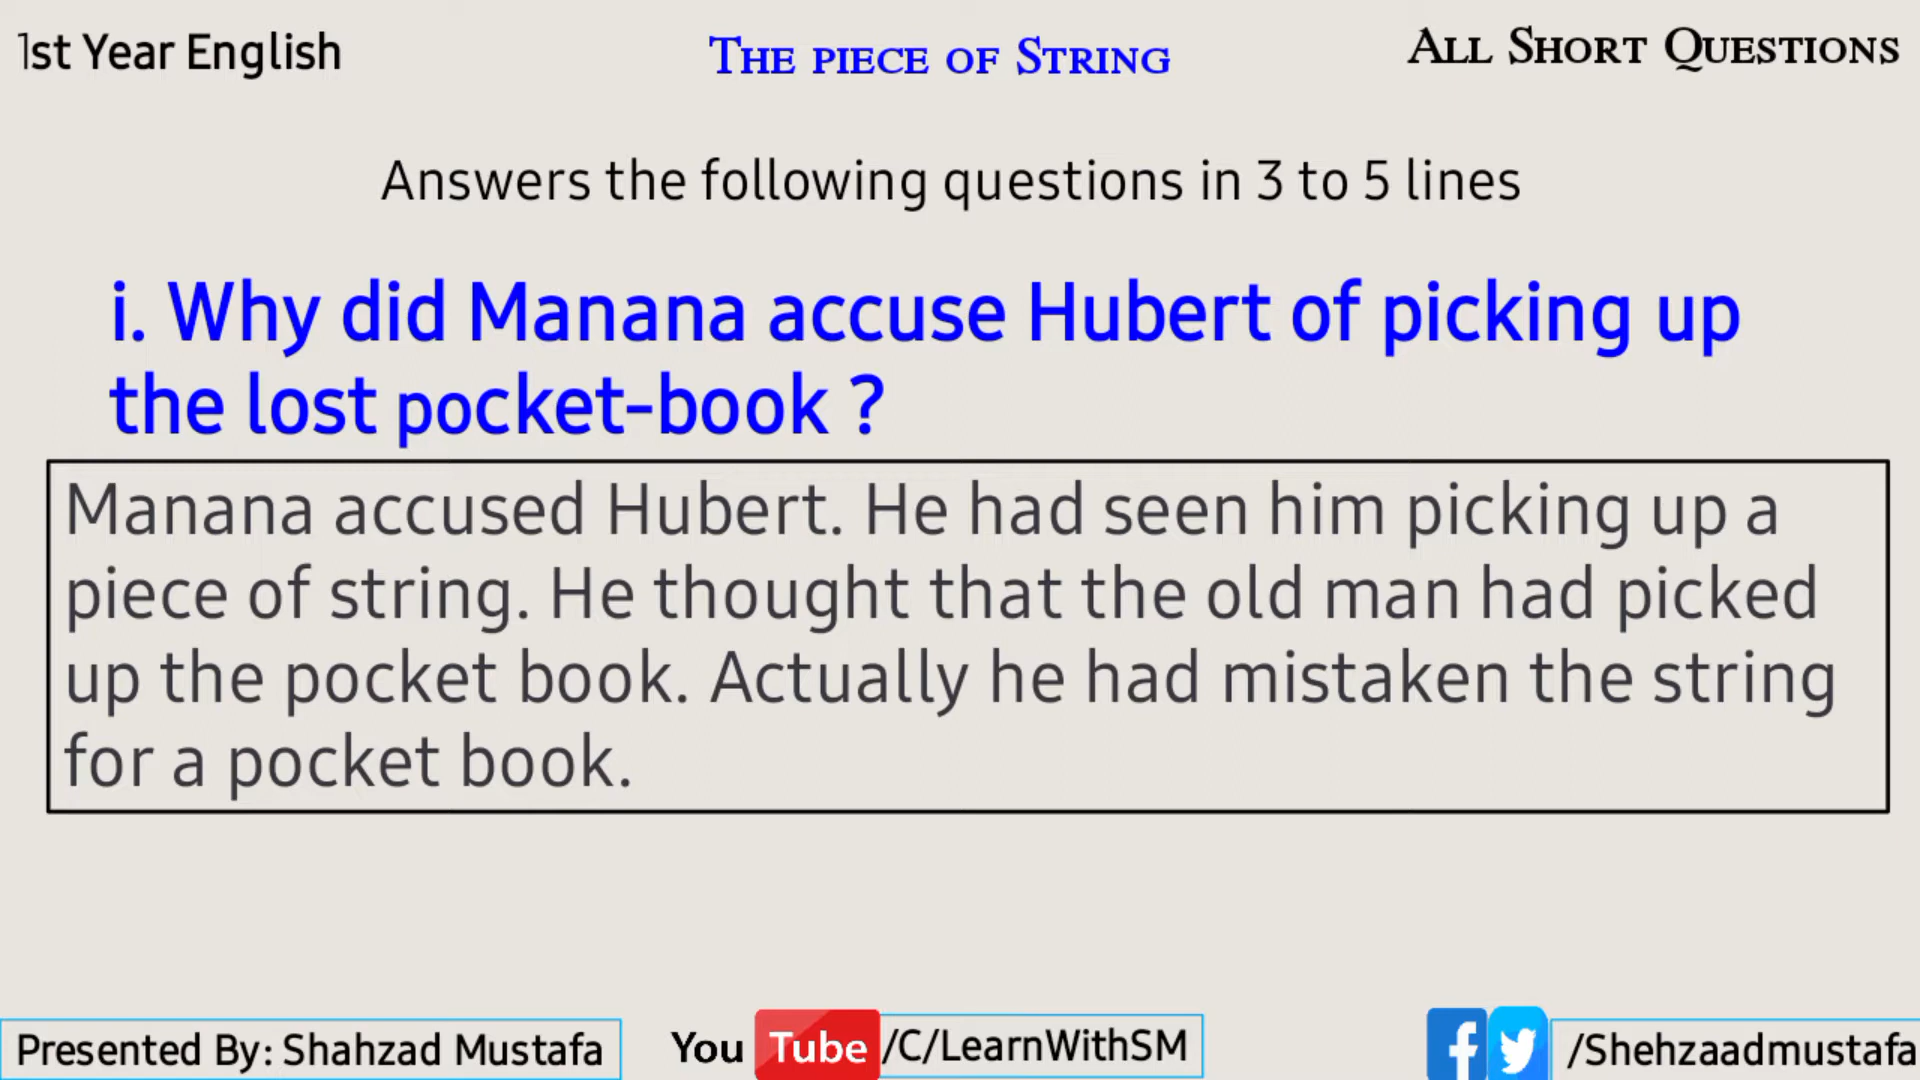 1st Year English
The piece of String
All Short Questions
Answers the following questions in 3 to 5 lines
i. Why did Manana accuse Hubert of picking up
the lost pocket-book ?
Manana accused Hubert. He had seen him picking up a
piece of string. He thought that the old man had picked
up the pocket book. Actually he had mistaken the string
for a pocket book.
Presented By: Shahzad Mustafa
You Tube /C/LearnWithSM
f /Shehzaadmustafa